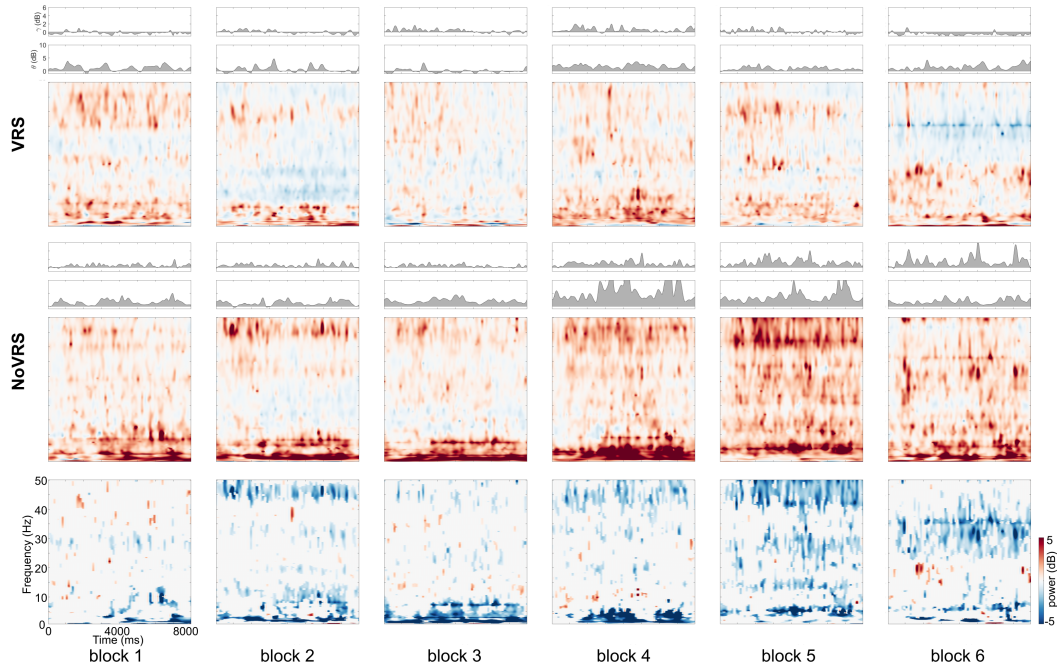 6
4
2
0
γ (dB)
10
5
0
θ (dB)
VRS
NoVRS
50
40
30
20
10
0
Frequency (Hz)
0 4000 8000
Time (ms)
5
-5
power (dB)
block 1 block 2 block 3 block 4 block 5 block 6